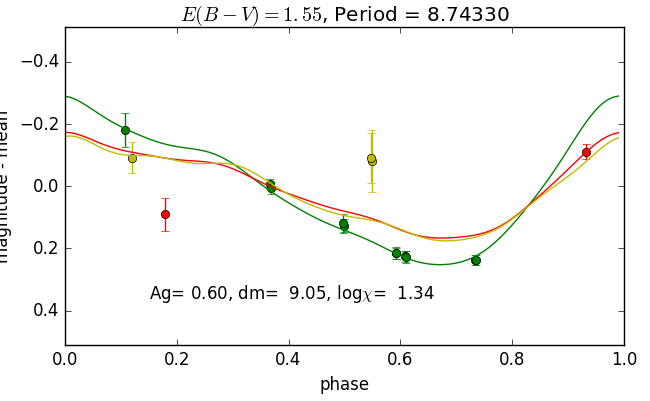 E(B − V) = 1.55, Period = 8.74330
magnitude - mean
−0.4
−0.2
0.0
0.2
0.4
Ag= 0.60, dm= 9.05, logχ= 1.34
0.0 0.2 0.4 0.6 0.8 1.0
phase